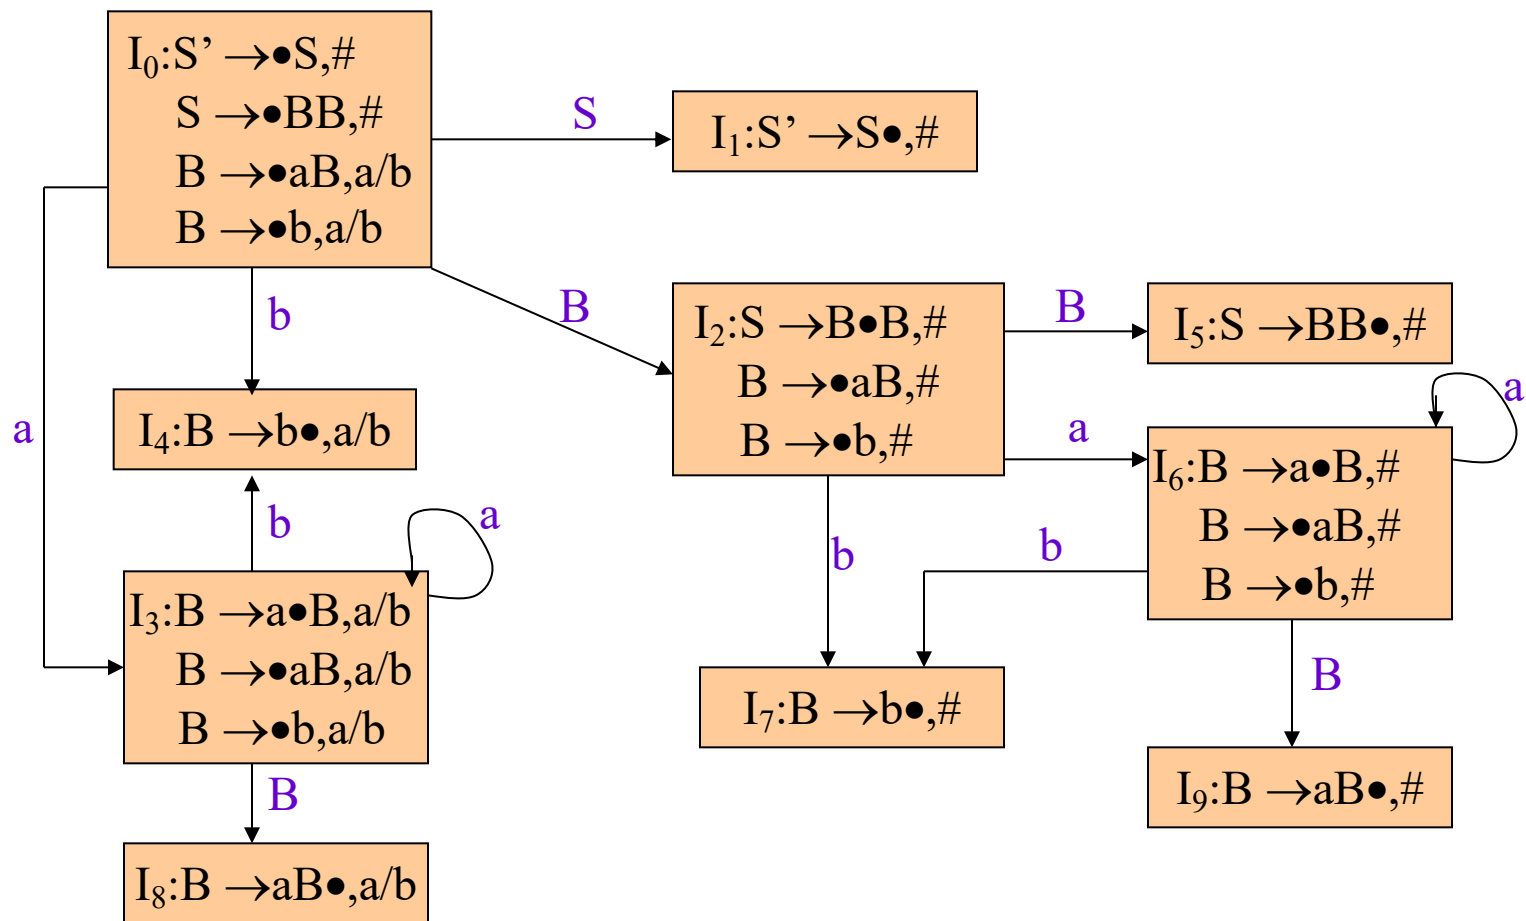 I₀:S’ →•S,#
S →•BB,#
B →•aB,a/b
B →•b,a/b
S
I₁:S’ →S•,#
a
b
B
I₂:S →B•B,#
B →•aB,#
B →•b,#
B
I₅:S →BB•,#
I₄:B →b•,a/b
a
a
I₆:B →a•B,#
B →•aB,#
B →•b,#
b
a
I₃:B →a•B,a/b
B →•aB,a/b
B →•b,a/b
b
b
I₇:B →b•,#
B
I₉:B →aB•,#
B
I₈:B →aB•,a/b